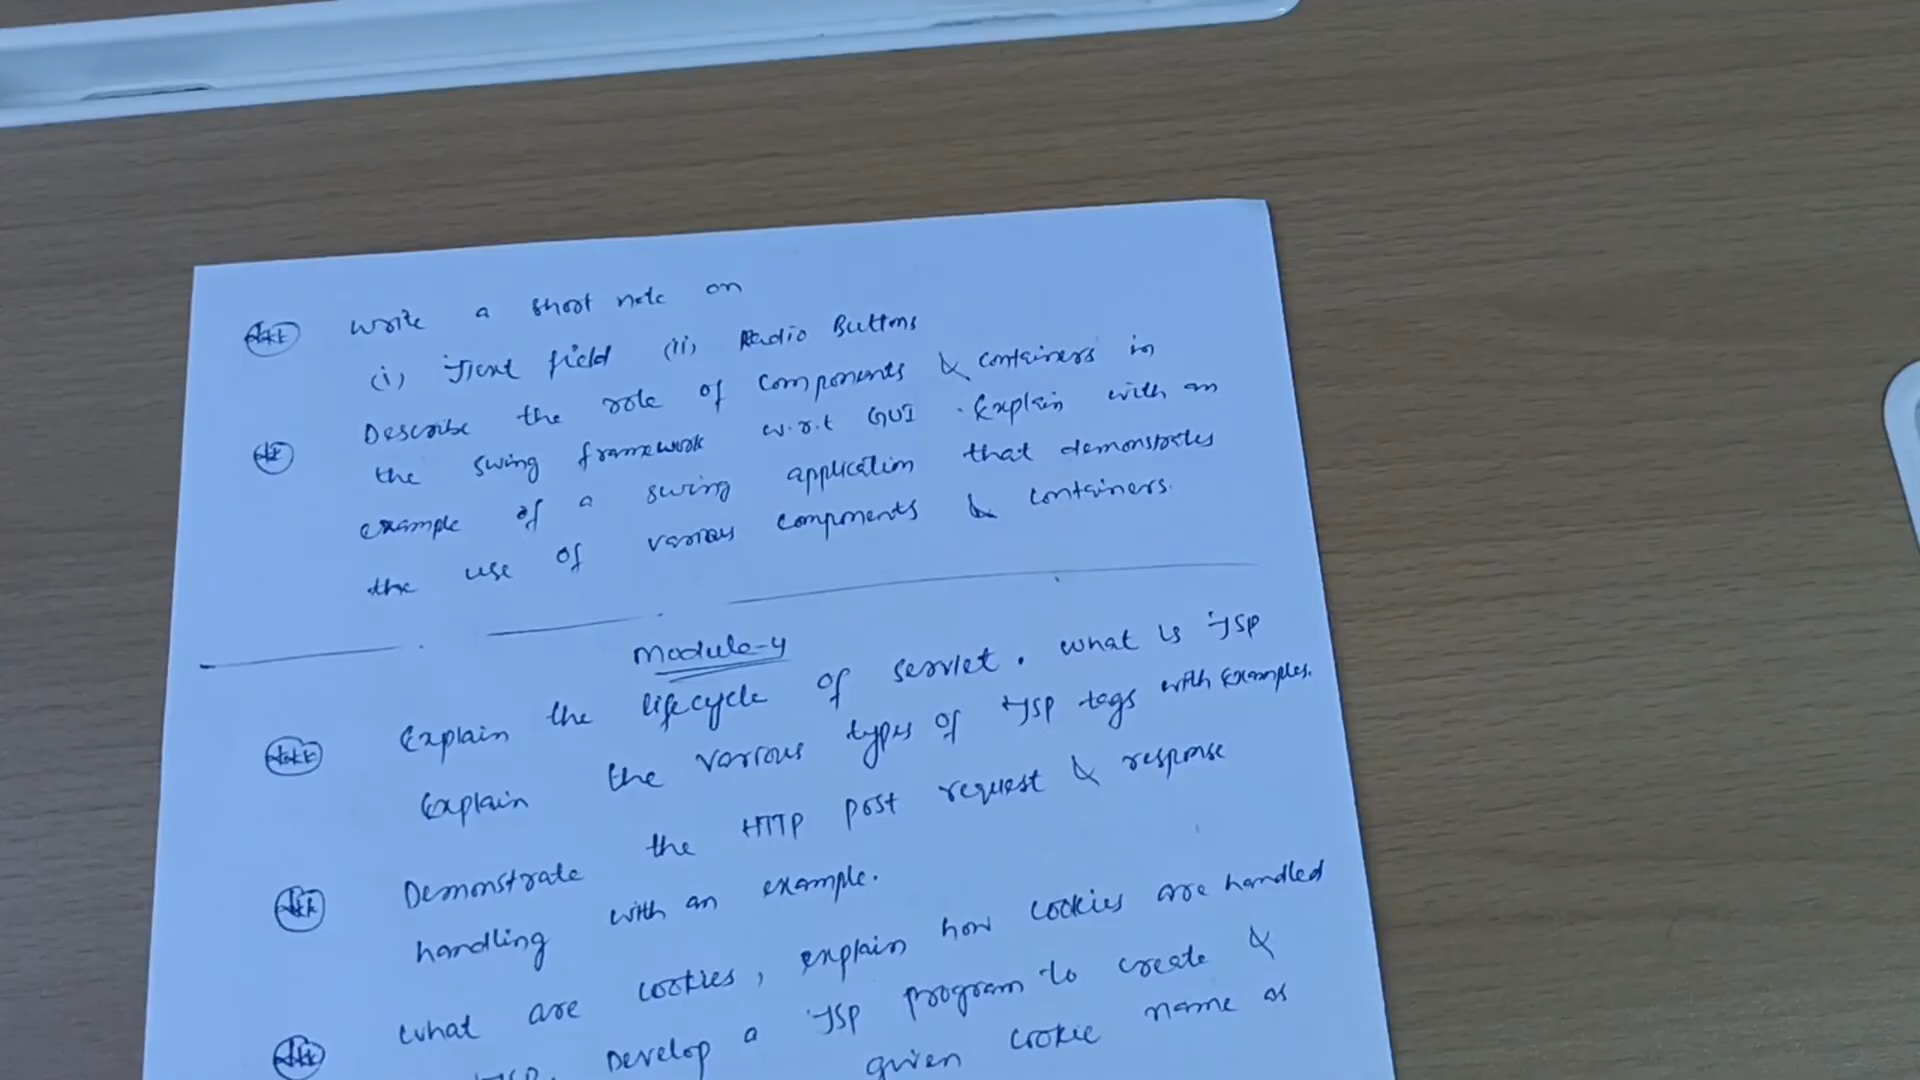 *** Write a short note on
(i) Text field (ii) Radio Buttons
** Describe the role of components & containers in
the swing framework w.r.t GUI. Explain with an
example of a swing application that demonstrates
the use of various components & containers.
Module-4
*** Explain the lifecycle of servlet. What is JSP
Explain the various types of JSP tags with Examples.
Demonstrate the HTTP post request & response
handling with an example.
What are cookies, explain how cookies are handled
JSP. Develop a JSP program to create &
given cookie name as